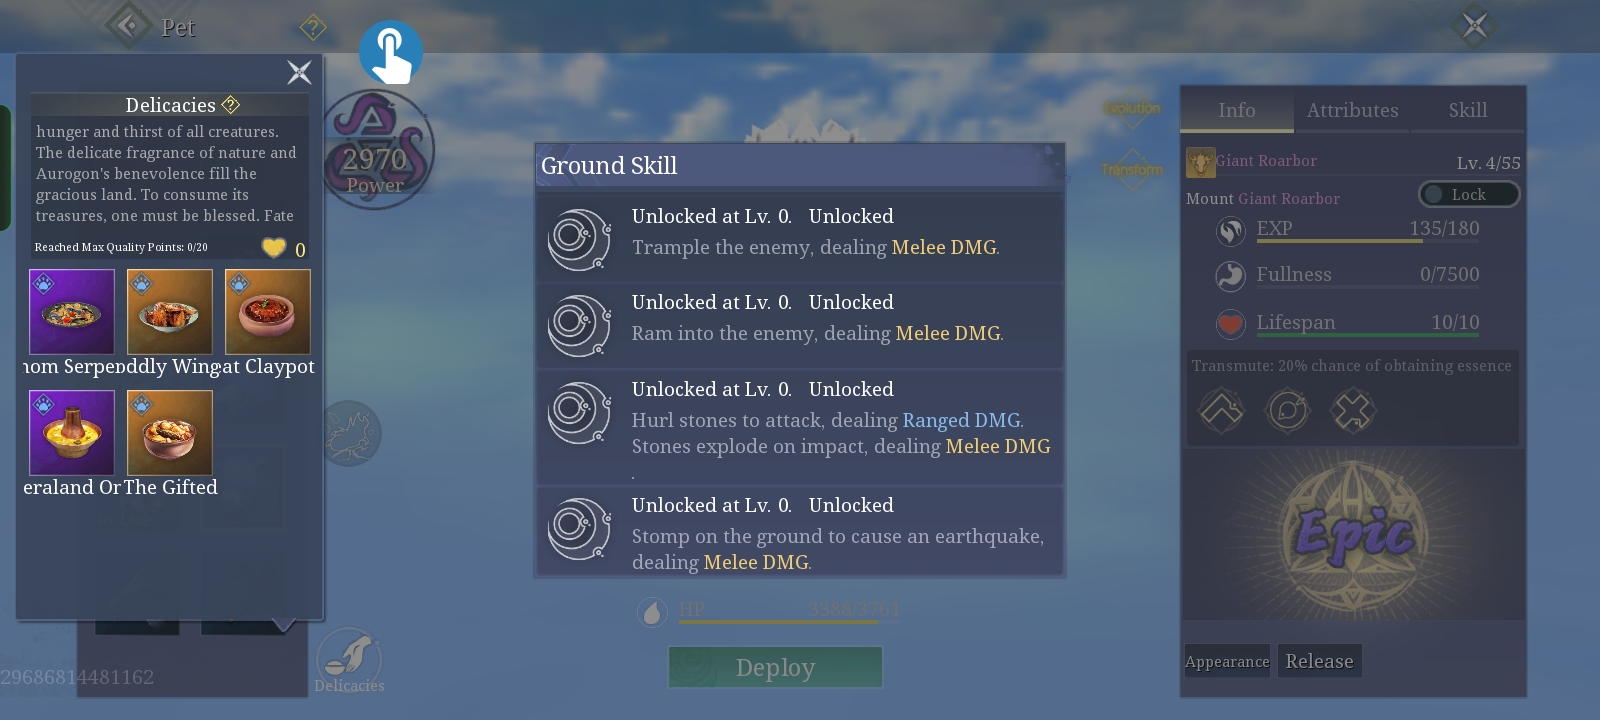 Pet
Delicacies
hunger and thirst of all creatures.
The delicate fragrance of nature and
Aurogon's benevolence fill the
gracious land. To consume its
treasures, one must be blessed. Fate
Reached Max Quality Points: 0/20
0
nom Serpe
oddly Wing
at Claypot
eraland Or
The Gifted
29686814481162
2970
Power
Delicacies
Ground Skill
Unlocked at Lv. 0. Unlocked
Trample the enemy, dealing Melee DMG.
Unlocked at Lv. 0. Unlocked
Ram into the enemy, dealing Melee DMG.
Unlocked at Lv. 0. Unlocked
Hurl stones to attack, dealing Ranged DMG.
Stones explode on impact, dealing Melee DMG
.
Unlocked at Lv. 0. Unlocked
Stomp on the ground to cause an earthquake,
dealing Melee DMG.
HP 3388/3761
Deploy
Evolution
Transform
Info Attributes Skill
Giant Roarbor Lv. 4/55
Mount Giant Roarbor Lock
EXP 135/180
Fullness 0/7500
Lifespan 10/10
Transmute: 20% chance of obtaining essence
Epic
Appearance Release